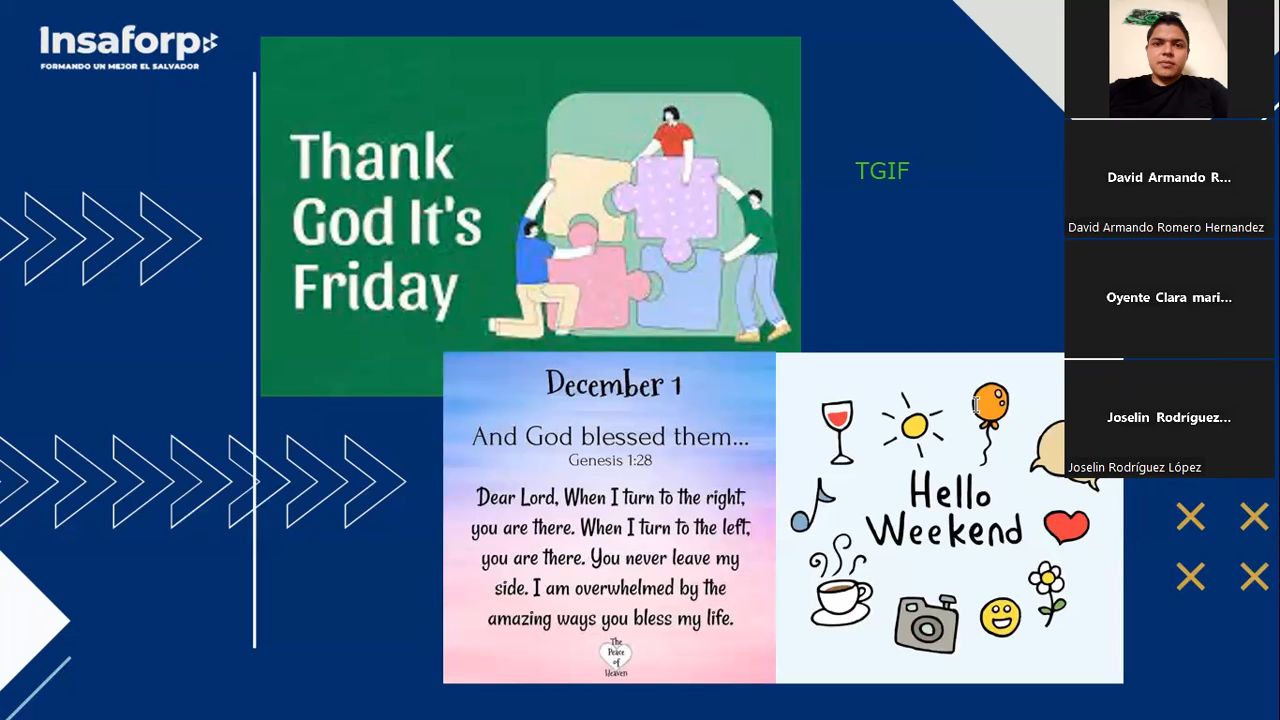 Insaforp
FORMANDO UN MEJOR EL SALVADOR
Thank
God It's
Friday
TGIF
December 1
And God blessed them...
Genesis 1:28
Dear Lord, When I turn to the right,
you are there. When I turn to the left,
you are there. You never leave my
side. I am overwhelmed by the
amazing ways you bless my life.
The
Peace
of
Heaven
Hello
Weekend
David Armando R...
David Armando Romero Hernandez
Oyente Clara mari...
Joselin Rodríguez...
Joselin Rodríguez López